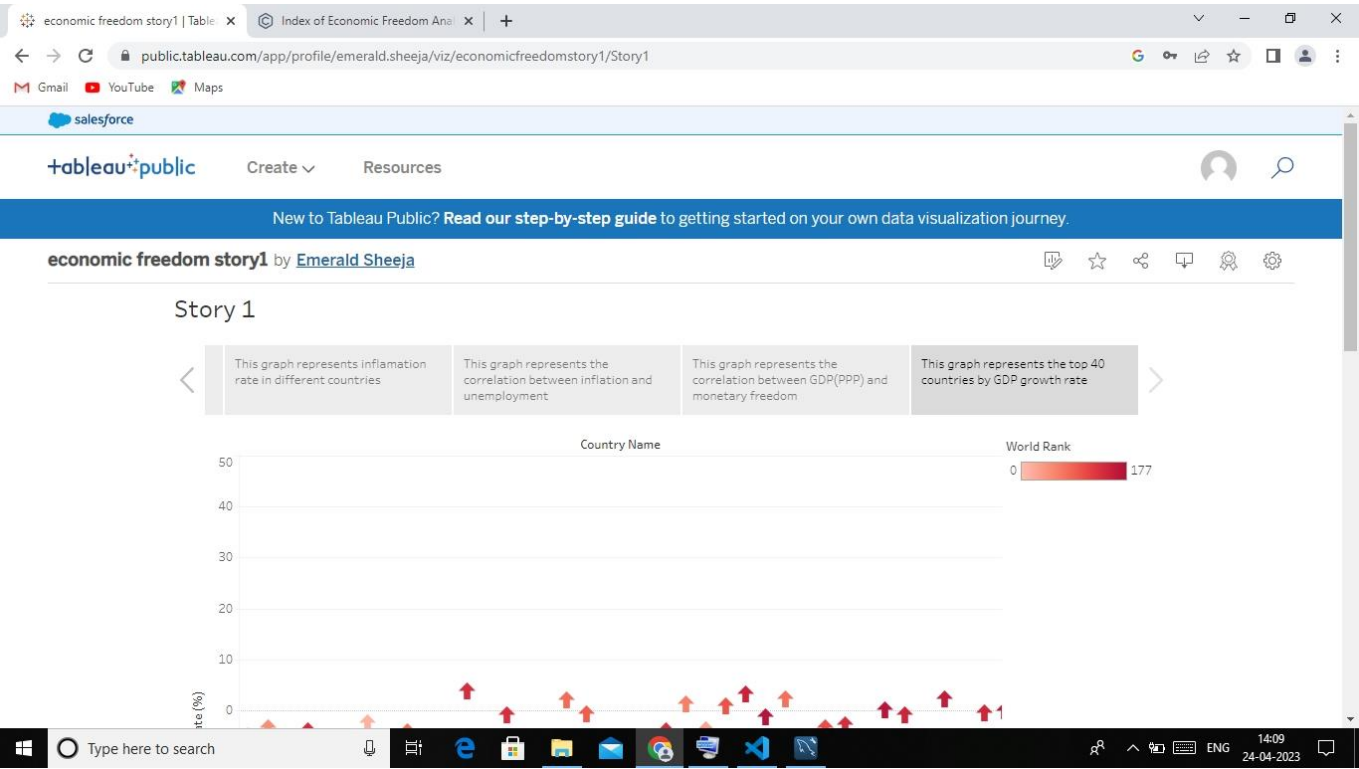 economic freedom story1 | Table
Index of Economic Freedom Anal
public.tableau.com/app/profile/emerald.sheeja/viz/economicfreedomstory1/Story1
Gmail YouTube Maps
salesforce
+ableau public Create Resources
New to Tableau Public? Read our step-by-step guide to getting started on your own data visualization journey.
economic freedom story1 by Emerald Sheeja
Story 1
This graph represents inflamation
rate in different countries
This graph represents the
correlation between inflation and
unemployment
This graph represents the
correlation between GDP(PPP) and
monetary freedom
This graph represents the top 40
countries by GDP growth rate
Country Name
World Rank
0 177
50
40
30
20
10
0
(%)
Type here to search
ENG
14:09
24-04-2023